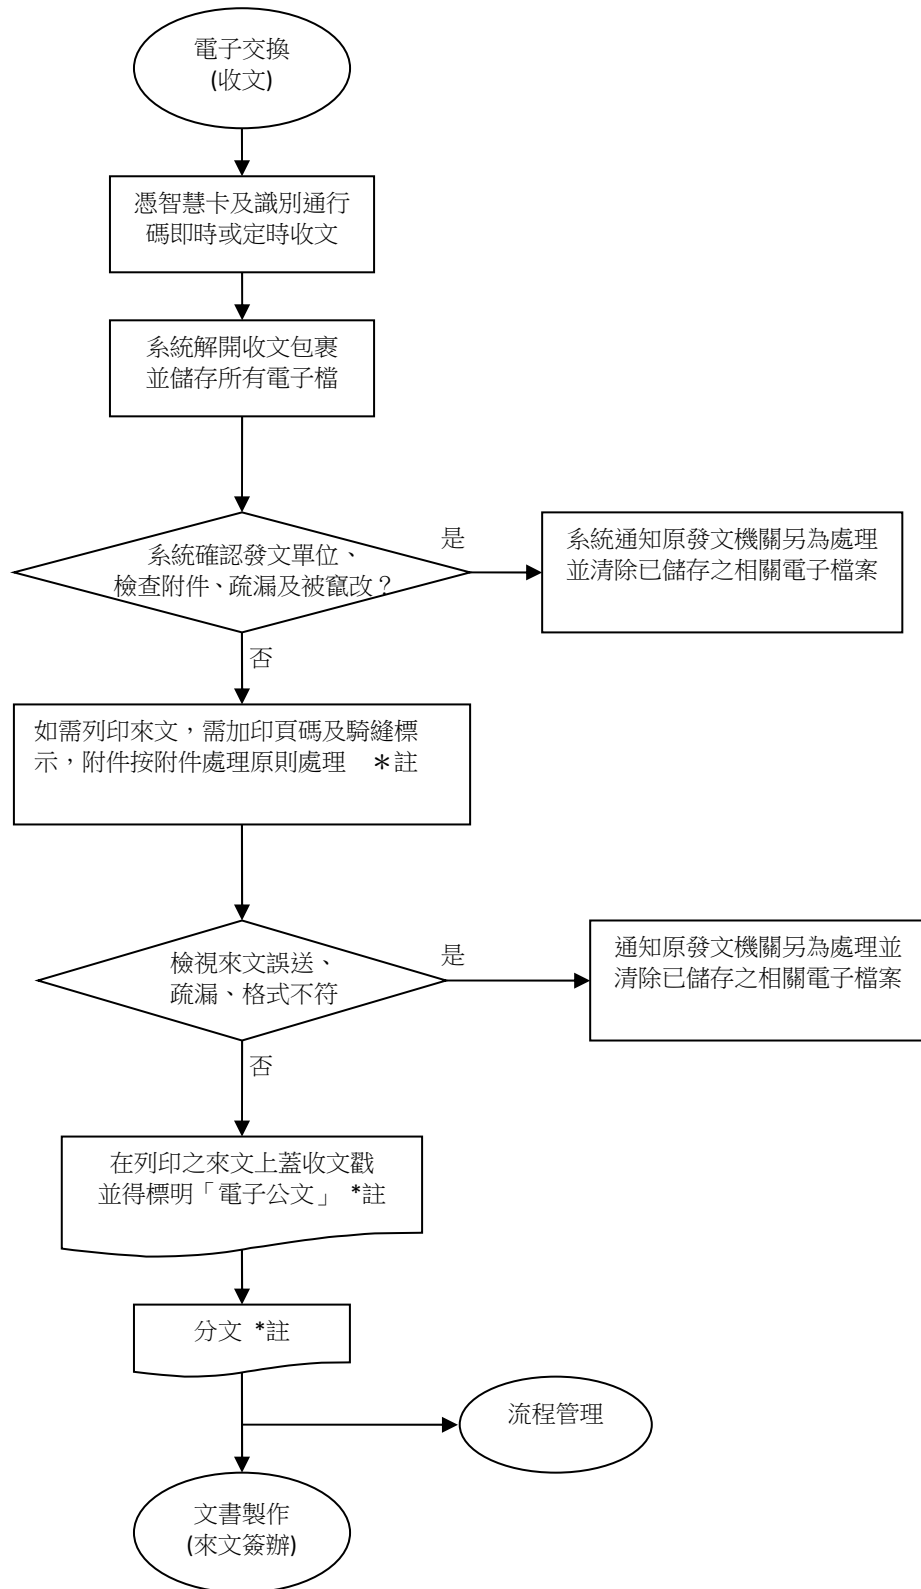 電子交換
(收文)
憑智慧卡及識別通行
碼即時或定時收文
系統解開收文包裹
並儲存所有電子檔
系統確認發文單位、
檢查附件、疏漏及被竄改？
是
系統通知原發文機關另為處理
並清除已儲存之相關電子檔案
否
如需列印來文，需加印頁碼及騎縫標
示，附件按附件處理原則處理　＊註
檢視來文誤送、
疏漏、格式不符
是
通知原發文機關另為處理並
清除已儲存之相關電子檔案
否
在列印之來文上蓋收文戳
並得標明「電子公文」 *註
分文 *註
流程管理
文書製作
(來文簽辦)